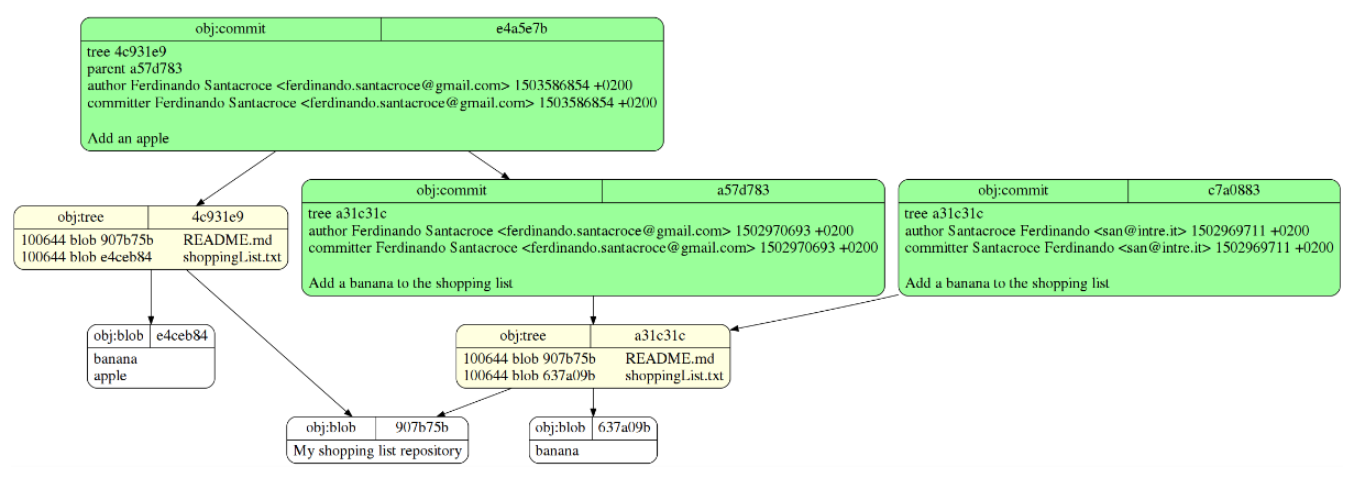 obj:commit e4a5e7b
tree 4c931e9
parent a57d783
author Ferdinando Santacroce <ferdinando.santacroce@gmail.com> 1503586854 +0200
committer Ferdinando Santacroce <ferdinando.santacroce@gmail.com> 1503586854 +0200
Add an apple
obj:tree 4c931e9
100644 blob 907b75b README.md
100644 blob e4ceb84 shoppingList.txt
obj:commit a57d783
tree a31c31c
author Ferdinando Santacroce <ferdinando.santacroce@gmail.com> 1502970693 +0200
committer Ferdinando Santacroce <ferdinando.santacroce@gmail.com> 1502970693 +0200
Add a banana to the shopping list
obj:commit c7a0883
tree a31c31c
author Santacroce Ferdinando <san@intre.it> 1502969711 +0200
committer Santacroce Ferdinando <san@intre.it> 1502969711 +0200
Add a banana to the shopping list
obj:blob e4ceb84
banana
apple
obj:tree a31c31c
100644 blob 907b75b README.md
100644 blob 637a09b shoppingList.txt
obj:blob 907b75b
My shopping list repository
obj:blob 637a09b
banana